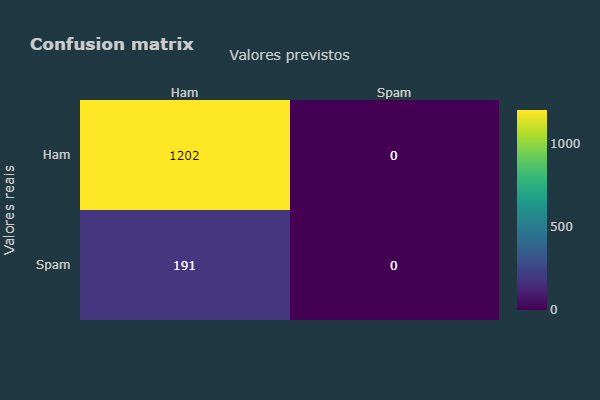 Confusion matrix
Valores previstos
Ham Spam
Valores reais
Ham 1202 0
Spam 191 0
1000
500
0